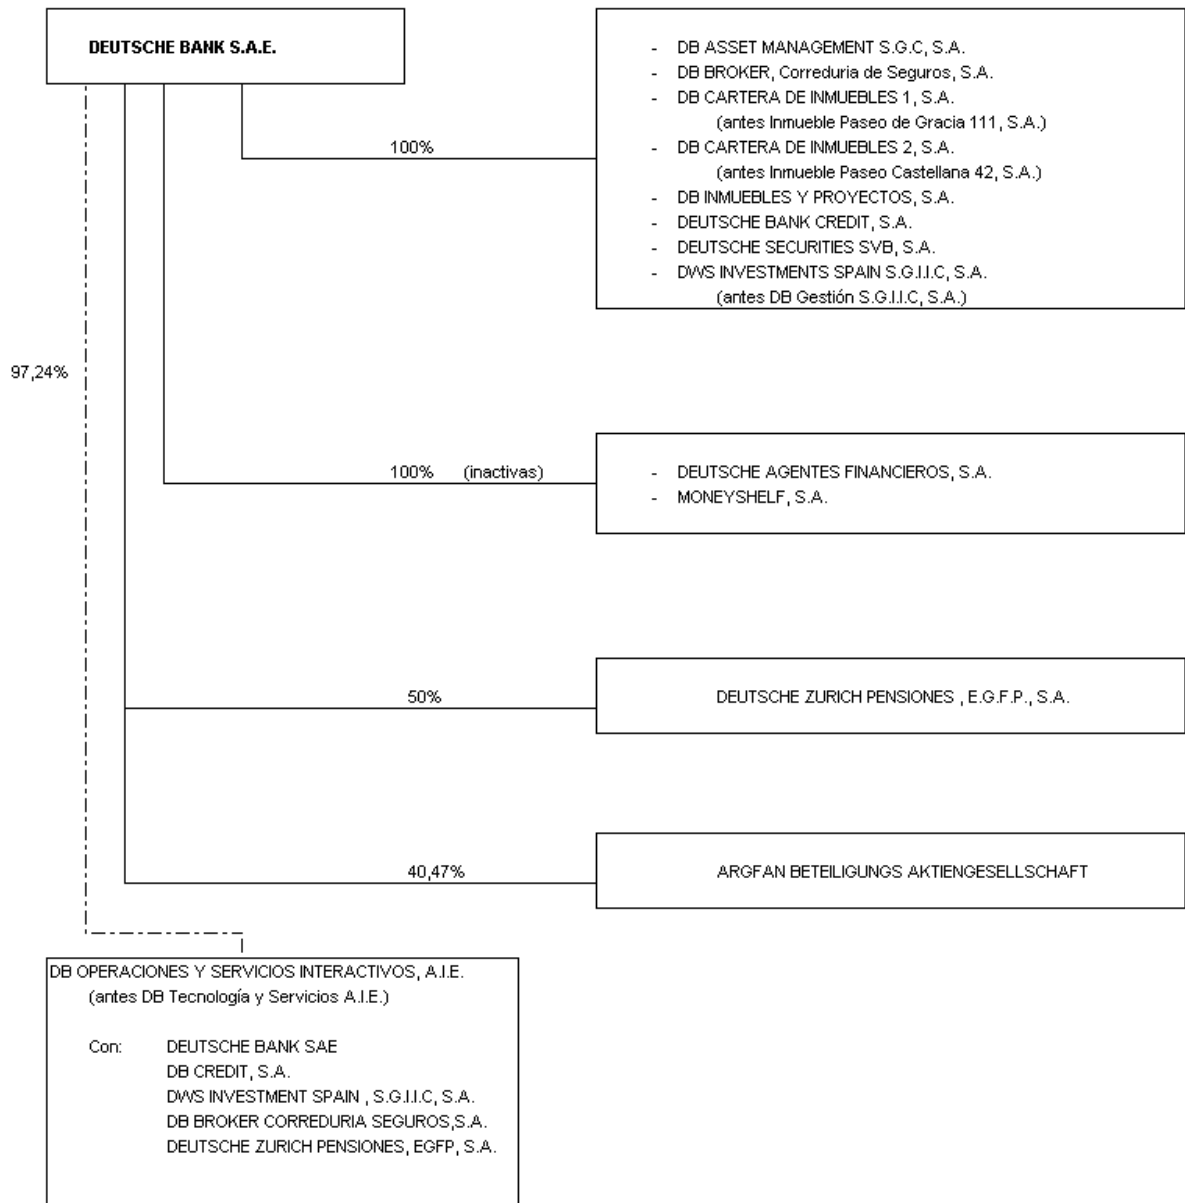 DEUTSCHE BANK S.A.E.
100%
- DB ASSET MANAGEMENT S.G.C, S.A.
- DB BROKER, Correduria de Seguros, S.A.
- DB CARTERA DE INMUEBLES 1, S.A.
(antes Inmueble Paseo de Gracia 111, S.A.)
- DB CARTERA DE INMUEBLES 2, S.A.
(antes Inmueble Paseo Castellana 42, S.A.)
- DB INMUEBLES Y PROYECTOS, S.A.
- DEUTSCHE BANK CREDIT, S.A.
- DEUTSCHE SECURITIES SVB, S.A.
- DWS INVESTMENTS SPAIN S.G.I.I.C, S.A.
(antes DB Gestión S.G.I.I.C, S.A.)
97,24%
100% (inactivas)
- DEUTSCHE AGENTES FINANCIEROS, S.A.
- MONEYSHELF, S.A.
50%
DEUTSCHE ZURICH PENSIONES , E.G.F.P., S.A.
40,47%
ARGFAN BETEILIGUNGS AKTIENGESELLSCHAFT
DB OPERACIONES Y SERVICIOS INTERACTIVOS, A.I.E.
(antes DB Tecnología y Servicios A.I.E.)
Con: DEUTSCHE BANK SAE
DB CREDIT, S.A.
DWS INVESTMENT SPAIN , S.G.I.I.C, S.A.
DB BROKER CORREDURIA SEGUROS,S.A.
DEUTSCHE ZURICH PENSIONES, EGFP, S.A.